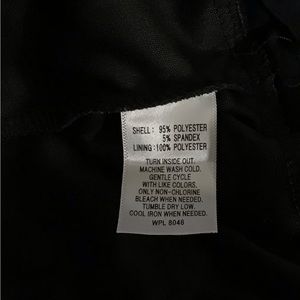 SHELL: 95% POLYESTER
5% SPANDEX
LINING:100% POLYESTER
TURN INSIDE OUT.
MACHINE WASH COLD.
GENTLE CYCLE
WITH LIKE COLORS.
ONLY NON-CHLORINE
BLEACH WHEN NEEDED.
TUMBLE DRY LOW.
COOL IRON WHEN NEEDED.
WPL 8046